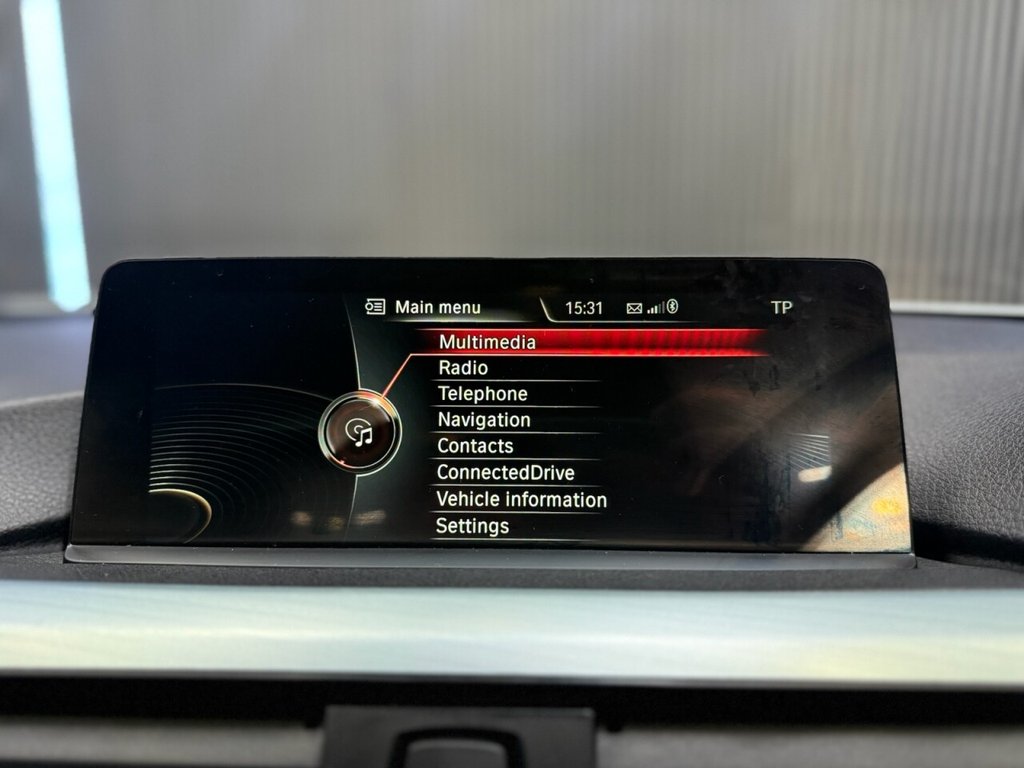 Main menu 15:31 TP
Multimedia
Radio
Telephone
Navigation
Contacts
ConnectedDrive
Vehicle information
Settings